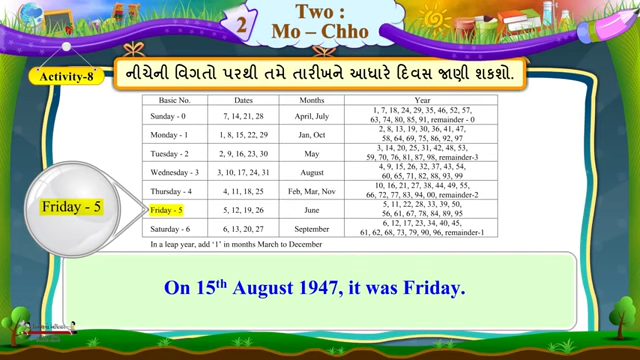 2
Two :
Mo – Chho
Activity-8
નીચેની વિગતો પરથી તમે તારીખને આધારે દિવસ જાણી શકશો.
Basic No. Dates Months Year
Sunday - 0 7, 14, 21, 28 April, July 1, 7, 18, 24, 29, 35, 46, 52, 57,
63, 74, 80, 85, 91, remainder - 0
Monday - 1 1, 8, 15, 22, 29 Jan, Oct 2, 8, 13, 19, 30, 36, 41, 47,
58, 64, 69, 75, 86, 92, 97
Tuesday - 2 2, 9, 16, 23, 30 May 3, 14, 20, 25, 31, 42, 48, 53,
59, 70, 76, 81, 87, 98, remainder-3
Wednesday - 3 3, 10, 17, 24, 31 August 4, 9, 15, 26, 32, 37, 43, 54,
60, 65, 71, 82, 88, 93, 99
Thursday - 4 4, 11, 18, 25 Feb, Mar, Nov 10, 16, 21, 27, 38, 44, 49, 55,
66, 72, 77, 83, 94, 00, remainder-2
Friday - 5 5, 12, 19, 26 June 5, 11, 22, 28, 33, 39, 50,
56, 61, 67, 78, 84, 89, 95
Saturday - 6 6, 13, 20, 27 September 6, 12, 17, 23, 34, 40, 45,
61, 62, 68, 73, 79, 90, 96, remainder-1
In a leap year, add ‘1’ in months March to December
Friday - 5
On 15th August 1947, it was Friday.